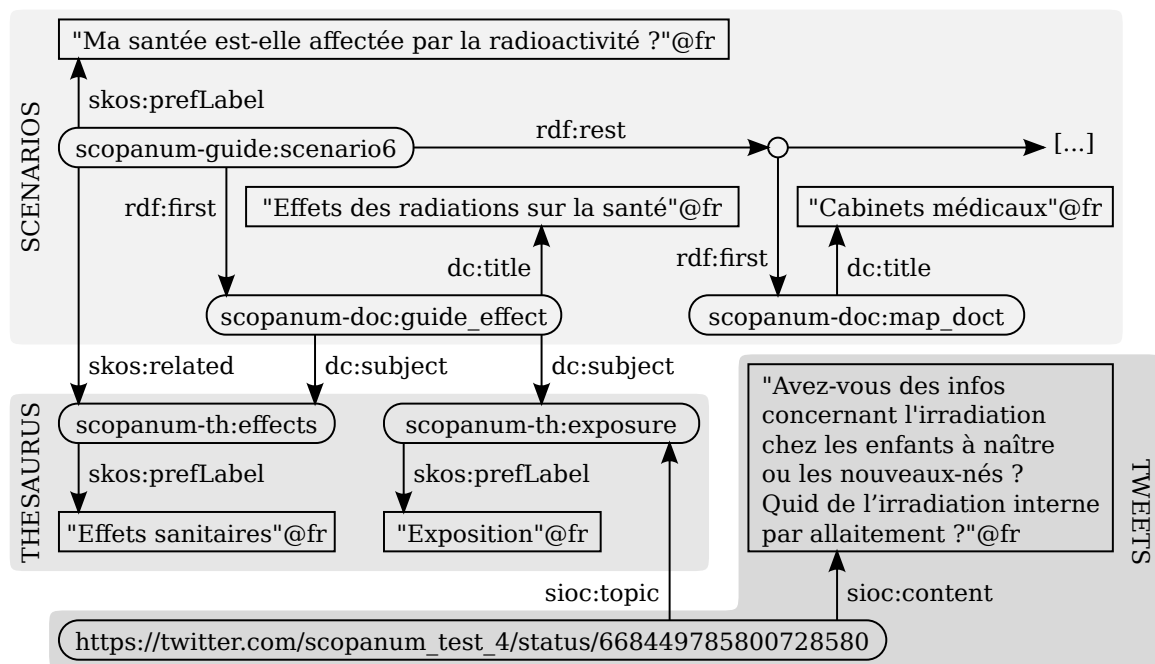 "Ma santée est-elle affectée par la radioactivité ?"@fr
skos:prefLabel
SCENARIOS
scopanum-guide:scenario6
rdf:rest
[...]
rdf:first
"Effets des radiations sur la santé"@fr
"Cabinets médicaux"@fr
dc:title
rdf:first
dc:title
scopanum-doc:guide_effect
scopanum-doc:map_doct
skos:related
dc:subject
dc:subject
THESAURUS
scopanum-th:effects
scopanum-th:exposure
skos:prefLabel
skos:prefLabel
"Effets sanitaires"@fr
"Exposition"@fr
"Avez-vous des infos
concernant l'irradiation
chez les enfants à naître
ou les nouveaux-nés ?
Quid de l’irradiation interne
par allaitement ?"@fr
TWEETS
sioc:topic
sioc:content
https://twitter.com/scopanum_test_4/status/668449785800728580